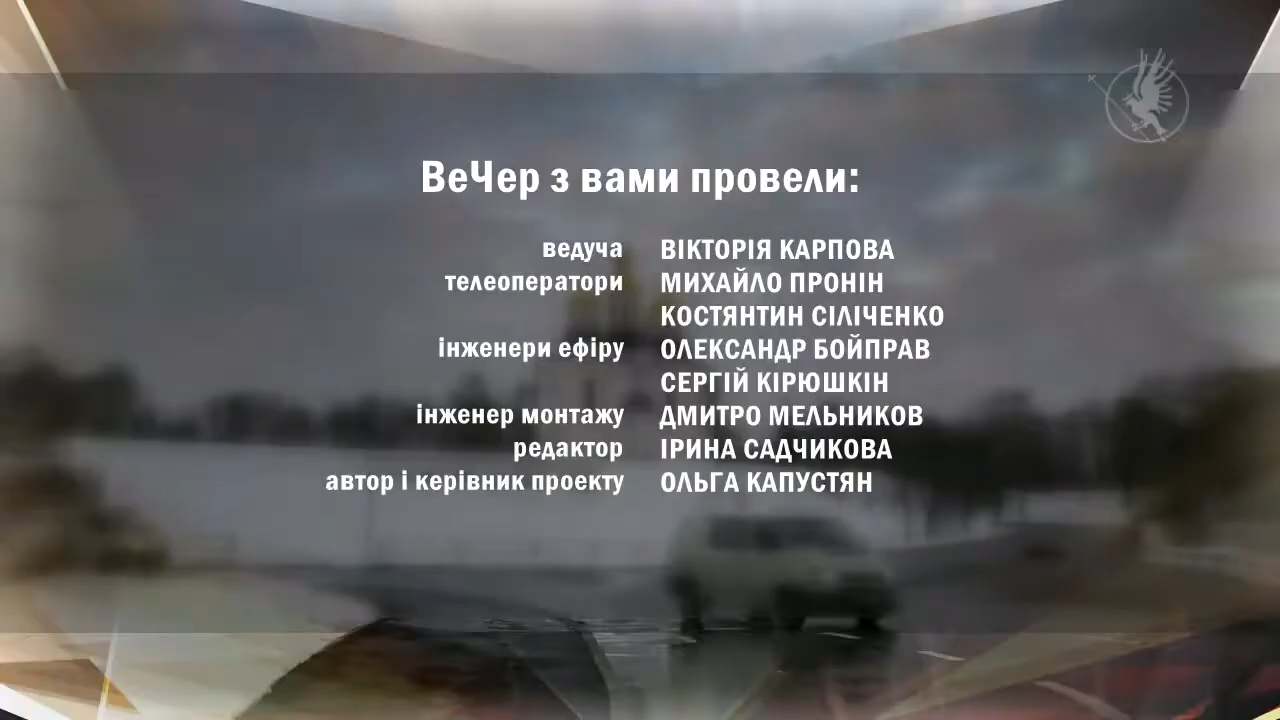 ВеЧер з вами провели:
ведуча ВІКТОРІЯ КАРПОВА
телеоператори МИХАЙЛО ПРОНІН
КОСТЯНТИН СІЛІЧЕНКО
інженери ефіру ОЛЕКСАНДР БОЙПРАВ
СЕРГІЙ КІРЮШКІН
інженер монтажу ДМИТРО МЕЛЬНИКОВ
редактор ІРИНА САДЧИКОВА
автор і керівник проекту ОЛЬГА КАПУСТЯН